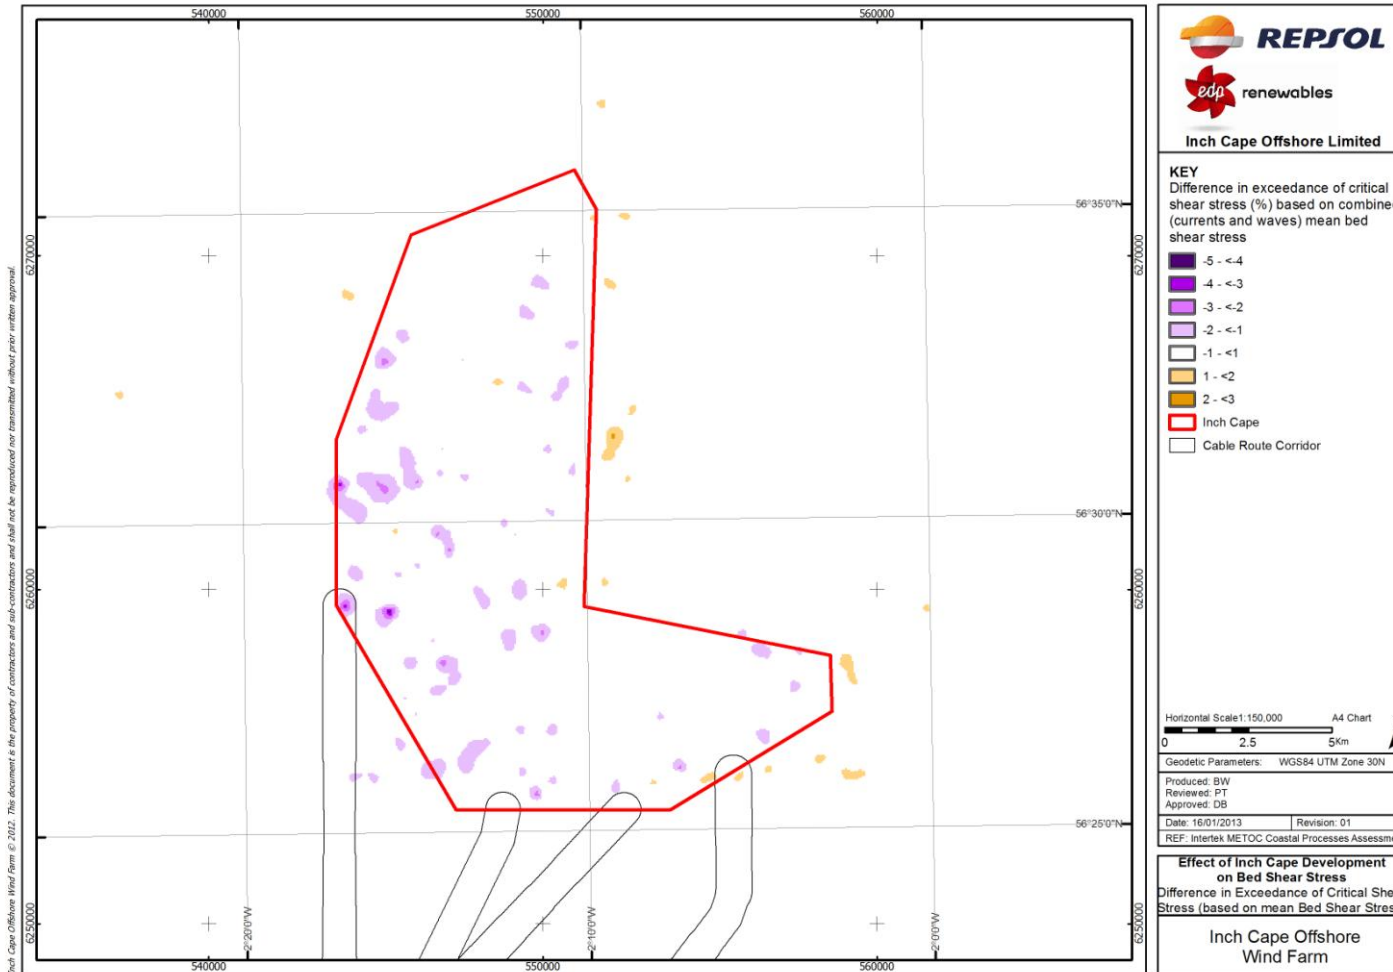 540000
550000
560000
56°35'0"N
6270000
6270000
56°30'0"N
6260000
6260000
56°25'0"N
6250000
6250000
2°20'0"W
2°10'0"W
2°0'0"W
540000
550000
560000
Inch Cape Offshore Wind Farm © 2012. This document is the property of contractors and sub-contractors and shall not be reproduced nor transmitted without prior written approval.
REPSOL
edp renewables
Inch Cape Offshore Limited
KEY
Difference in exceedance of critical
shear stress (%) based on combine
(currents and waves) mean bed
shear stress
-5 - <-4
-4 - <-3
-3 - <-2
-2 - <-1
-1 - <1
1 - <2
2 - <3
Inch Cape
Cable Route Corridor
Horizontal Scale1:150,000 A4 Chart
0 2.5 5Km
Geodetic Parameters: WGS84 UTM Zone 30N
Produced: BW
Reviewed: PT
Approved: DB
Date: 16/01/2013 Revision: 01
REF: Intertek METOC Coastal Processes Assessm
Effect of Inch Cape Development
on Bed Shear Stress
Difference in Exceedance of Critical She
Stress (based on mean Bed Shear Stres
Inch Cape Offshore
Wind Farm